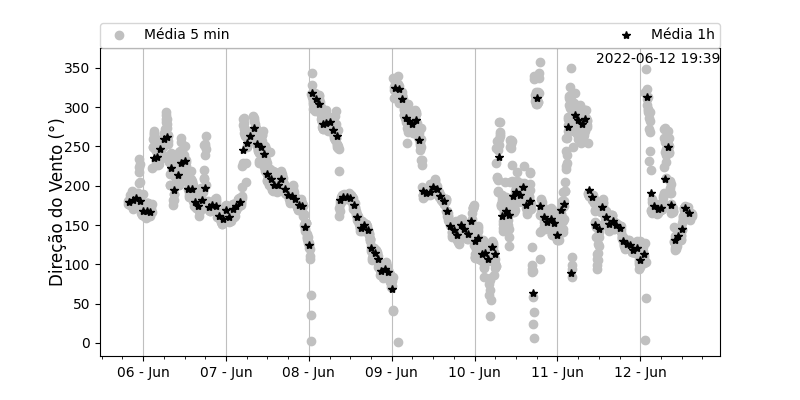 Média 5 min
Média 1h
2022-06-12 19:39
Direção do Vento (°)
350
300
250
200
150
100
50
0
06 - Jun
07 - Jun
08 - Jun
09 - Jun
10 - Jun
11 - Jun
12 - Jun